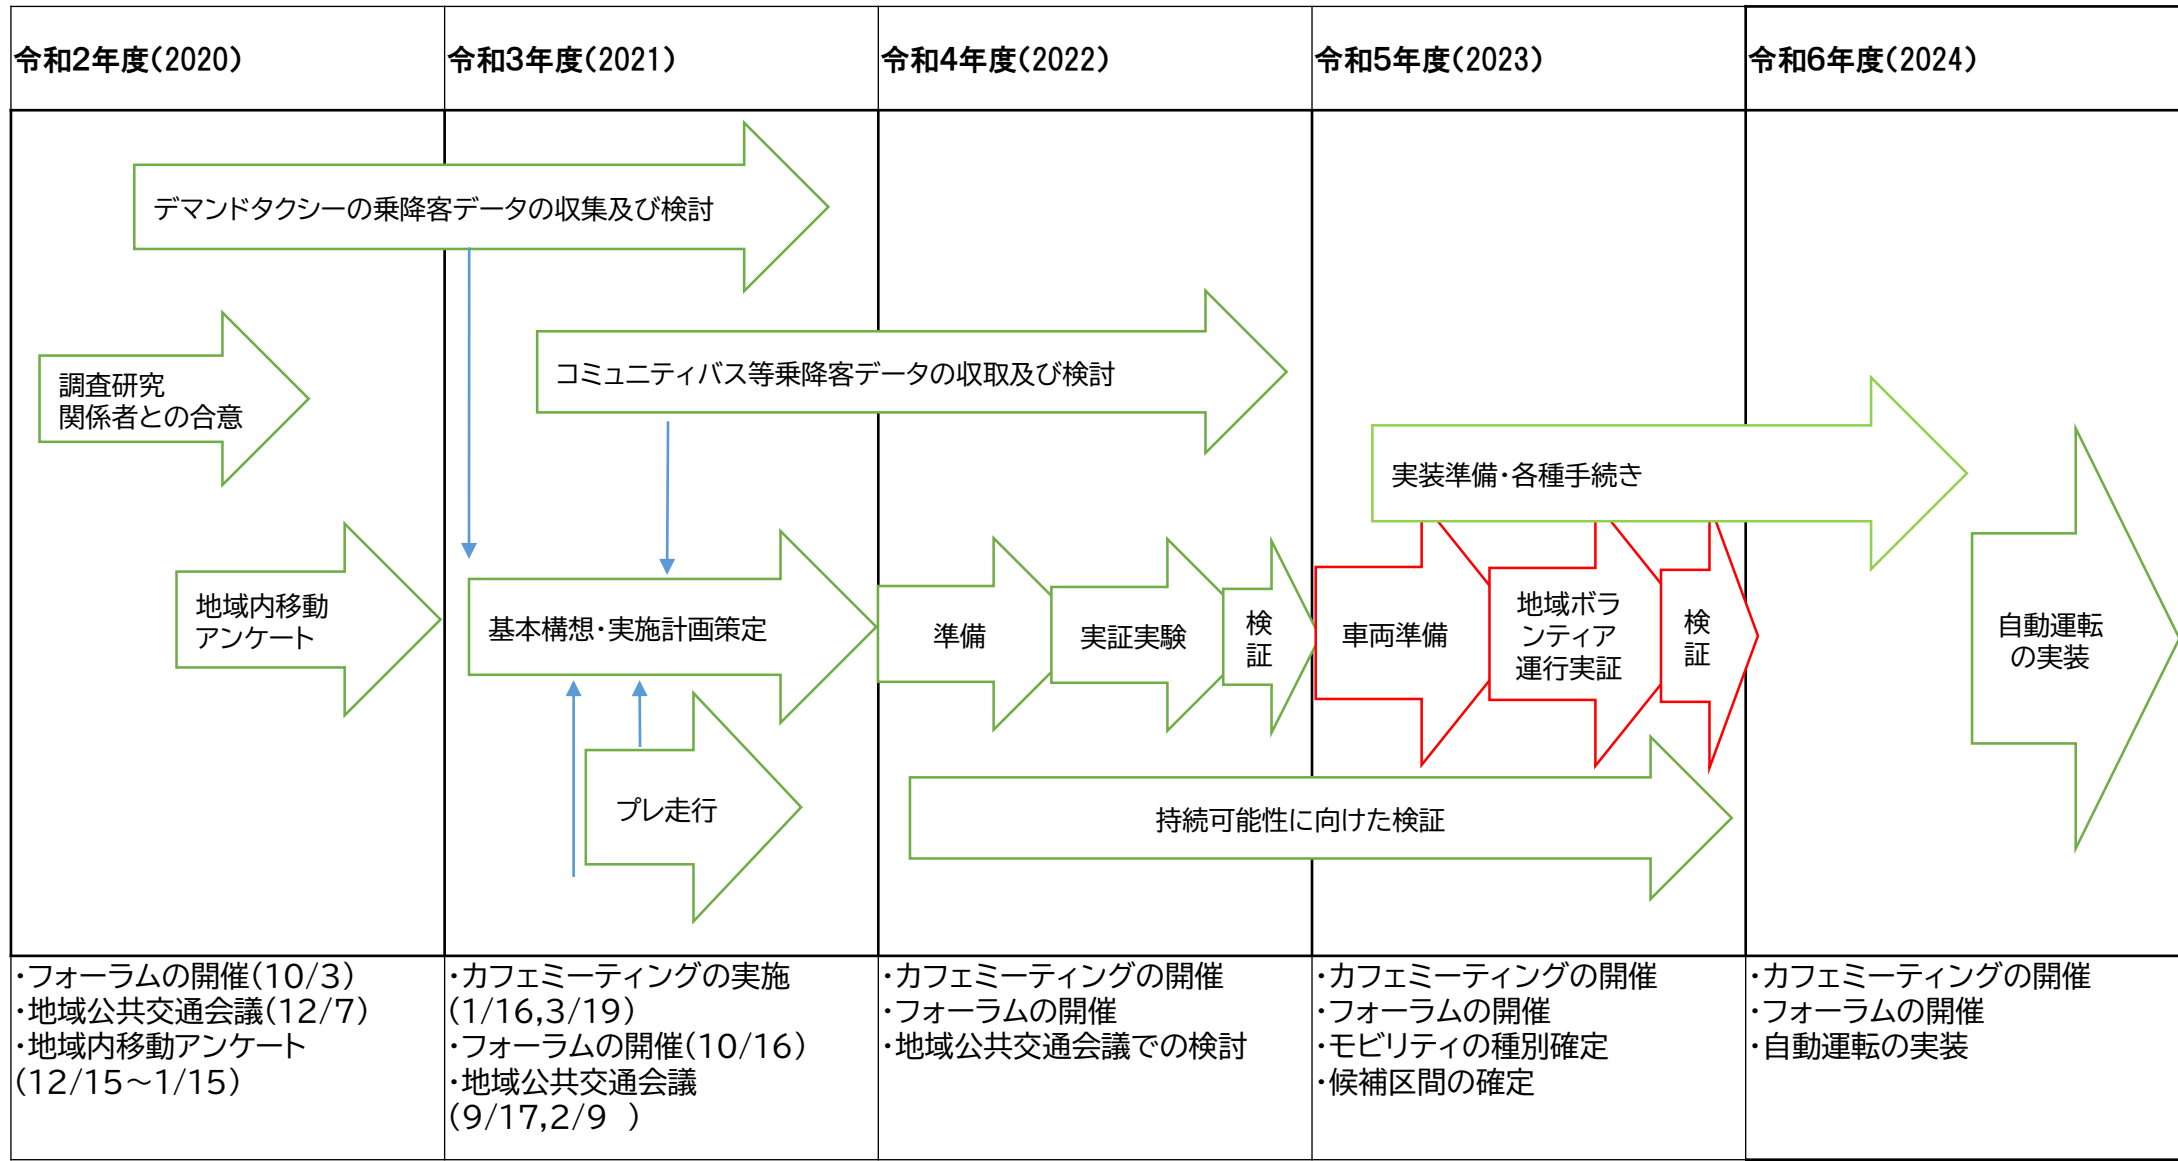 令和2年度(2020)
令和3年度(2021)
令和4年度(2022)
令和5年度(2023)
令和6年度(2024)
デマンドタクシーの乗降客データの収集及び検討
コミュニティバス等乗降客データの収取及び検討
調査研究
関係者との合意
実装準備・各種手続き
地域内移動
アンケート
基本構想・実施計画策定
準備
実証実験
検
証
車両準備
地域ボラ
ンティア
運行実証
検
証
自動運転
の実装
プレ走行
持続可能性に向けた検証
・フォーラムの開催(10/3)
・地域公共交通会議(12/7)
・地域内移動アンケート
(12/15～1/15)
・カフェミーティングの実施
(1/16,3/19)
・フォーラムの開催(10/16)
・地域公共交通会議
(9/17,2/9　)
・カフェミーティングの開催
・フォーラムの開催
・地域公共交通会議での検討
・カフェミーティングの開催
・フォーラムの開催
・モビリティの種別確定
・候補区間の確定
・カフェミーティングの開催
・フォーラムの開催
・自動運転の実装